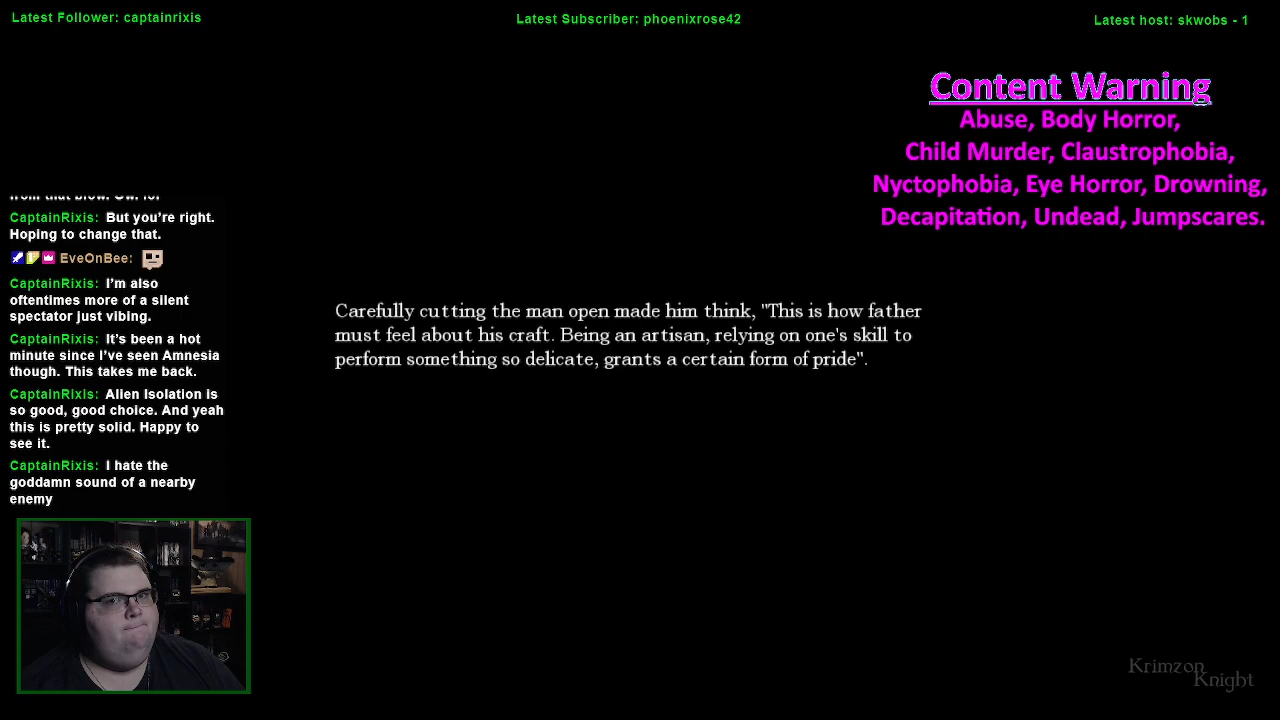 Latest Follower: captainrixis
Latest Subscriber: phoenixrose42
Latest host: skwobs - 1
Content Warning
Abuse, Body Horror,
Child Murder, Claustrophobia,
Nyctophobia, Eye Horror, Drowning,
Decapitation, Undead, Jumpscares.
CaptainRixis: But you're right.
Hoping to change that.
EveOnBee:
CaptainRixis: I'm also
oftentimes more of a silent
spectator just vibing.
CaptainRixis: It's been a hot
minute since I've seen Amnesia
though. This takes me back.
CaptainRixis: Alien Isolation is
so good, good choice. And yeah
this is pretty solid. Happy to
see it.
CaptainRixis: I hate the
goddamn sound of a nearby
enemy
Carefully cutting the man open made him think, "This is how father
must feel about his craft. Being an artisan, relying on one's skill to
perform something so delicate, grants a certain form of pride".
Krimzon
Knight